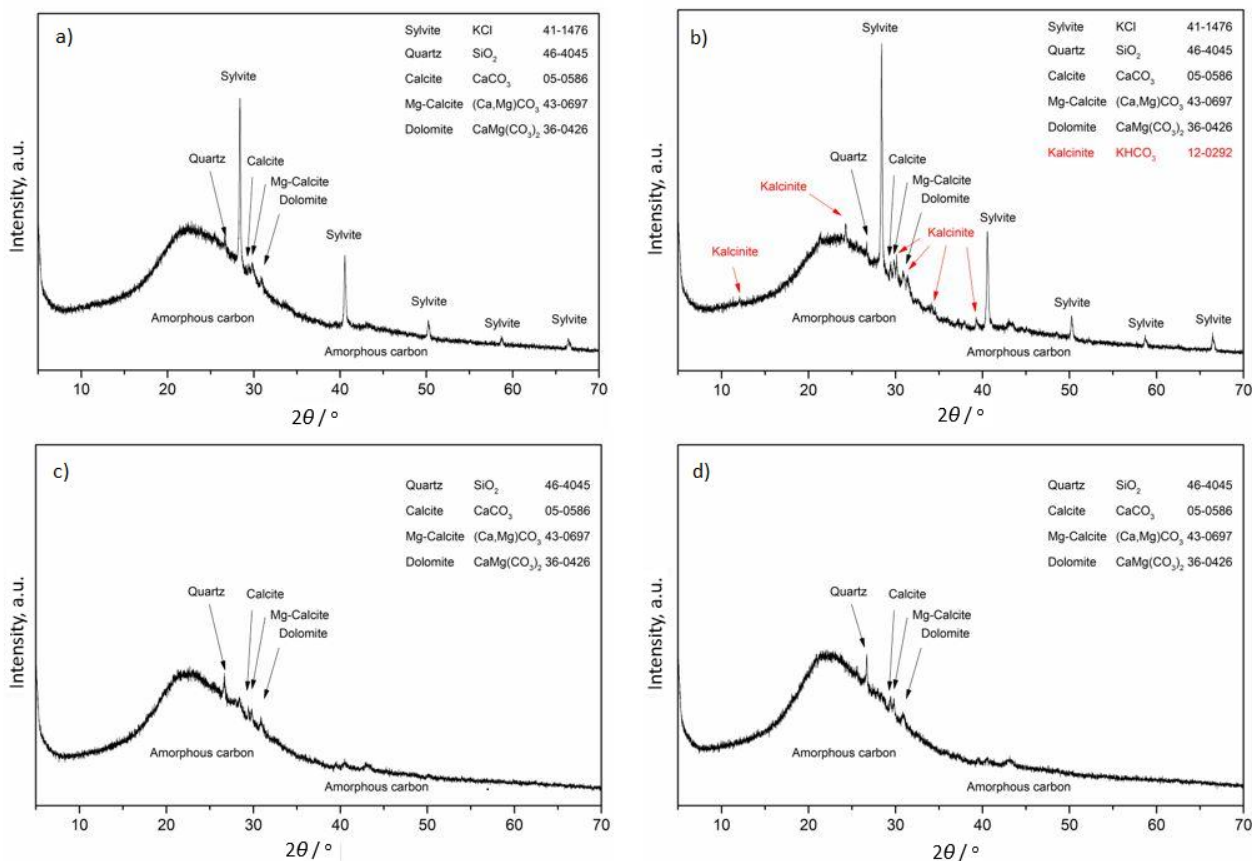 a)
Sylvite KCl 41-1476
Quartz SiO₂ 46-4045
Calcite CaCO₃ 05-0586
Mg-Calcite (Ca,Mg)CO₃ 43-0697
Dolomite CaMg(CO₃)₂ 36-0426
Sylvite
Quartz
Calcite
Mg-Calcite
Dolomite
Sylvite
Sylvite
Sylvite
Sylvite
Amorphous carbon
Amorphous carbon
Intensity, a.u.
10 20 30 40 50 60 70
2θ / °
b)
Sylvite KCl 41-1476
Quartz SiO₂ 46-4045
Calcite CaCO₃ 05-0586
Mg-Calcite (Ca,Mg)CO₃ 43-0697
Dolomite CaMg(CO₃)₂ 36-0426
Kalcinite KHCO₃ 12-0292
Sylvite
Quartz
Calcite
Mg-Calcite
Dolomite
Kalcinite
Kalcinite
Sylvite
Kalcinite
Sylvite
Sylvite
Sylvite
Amorphous carbon
Amorphous carbon
Intensity, a.u.
10 20 30 40 50 60 70
2θ / °
c)
Quartz SiO₂ 46-4045
Calcite CaCO₃ 05-0586
Mg-Calcite (Ca,Mg)CO₃ 43-0697
Dolomite CaMg(CO₃)₂ 36-0426
Quartz
Calcite
Mg-Calcite
Dolomite
Amorphous carbon
Amorphous carbon
Intensity, a.u.
10 20 30 40 50 60 70
2θ / °
d)
Quartz SiO₂ 46-4045
Calcite CaCO₃ 05-0586
Mg-Calcite (Ca,Mg)CO₃ 43-0697
Dolomite CaMg(CO₃)₂ 36-0426
Quartz
Calcite
Mg-Calcite
Dolomite
Amorphous carbon
Amorphous carbon
Intensity, a.u.
10 20 30 40 50 60 70
2θ / °